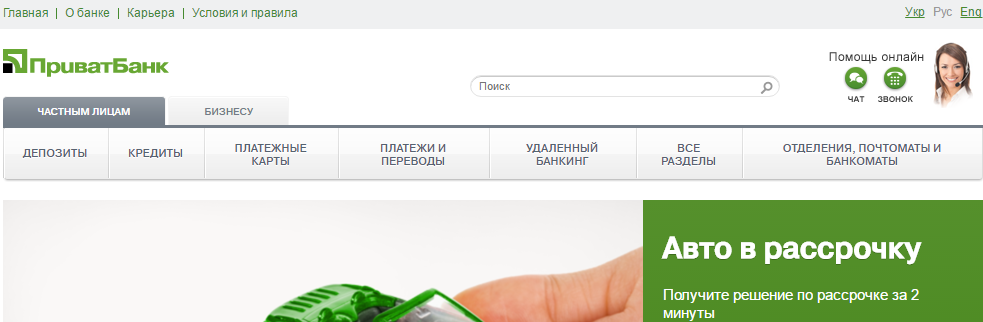 Главная | О банке | Карьера | Условия и правила
Укр Рус Eng
ПриватБанк
Помощь онлайн
Поиск
ЧАТ ЗВОНОК
ЧАСТНЫМ ЛИЦАМ
БИЗНЕСУ
ДЕПОЗИТЫ
КРЕДИТЫ
ПЛАТЕЖНЫЕ
КАРТЫ
ПЛАТЕЖИ И
ПЕРЕВОДЫ
УДАЛЕННЫЙ
БАНКИНГ
ВСЕ
РАЗДЕЛЫ
ОТДЕЛЕНИЯ, ПОЧТОМАТЫ И
БАНКОМАТЫ
Авто в рассрочку
Получите решение по рассрочке за 2
минуты